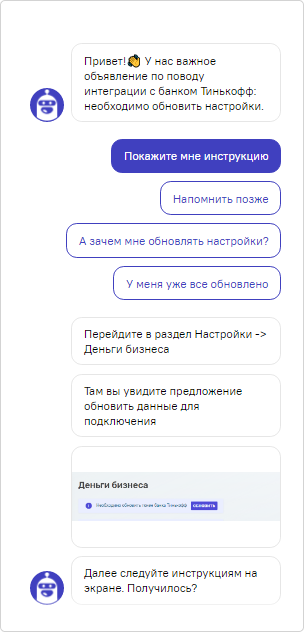 Привет!👏 У нас важное
объявление по поводу
интеграции с банком Тинькофф:
необходимо обновить настройки.
Покажите мне инструкцию
Напомнить позже
А зачем мне обновлять настройки?
У меня уже все обновлено
Перейдите в раздел Настройки ->
Деньги бизнеса
Там вы увидите предложение
обновить данные для
подключения
Деньги бизнеса
Необходимо обновить токен банка Тинькофф ОБНОВИТЬ
Далее следуйте инструкциям на
экране. Получилось?